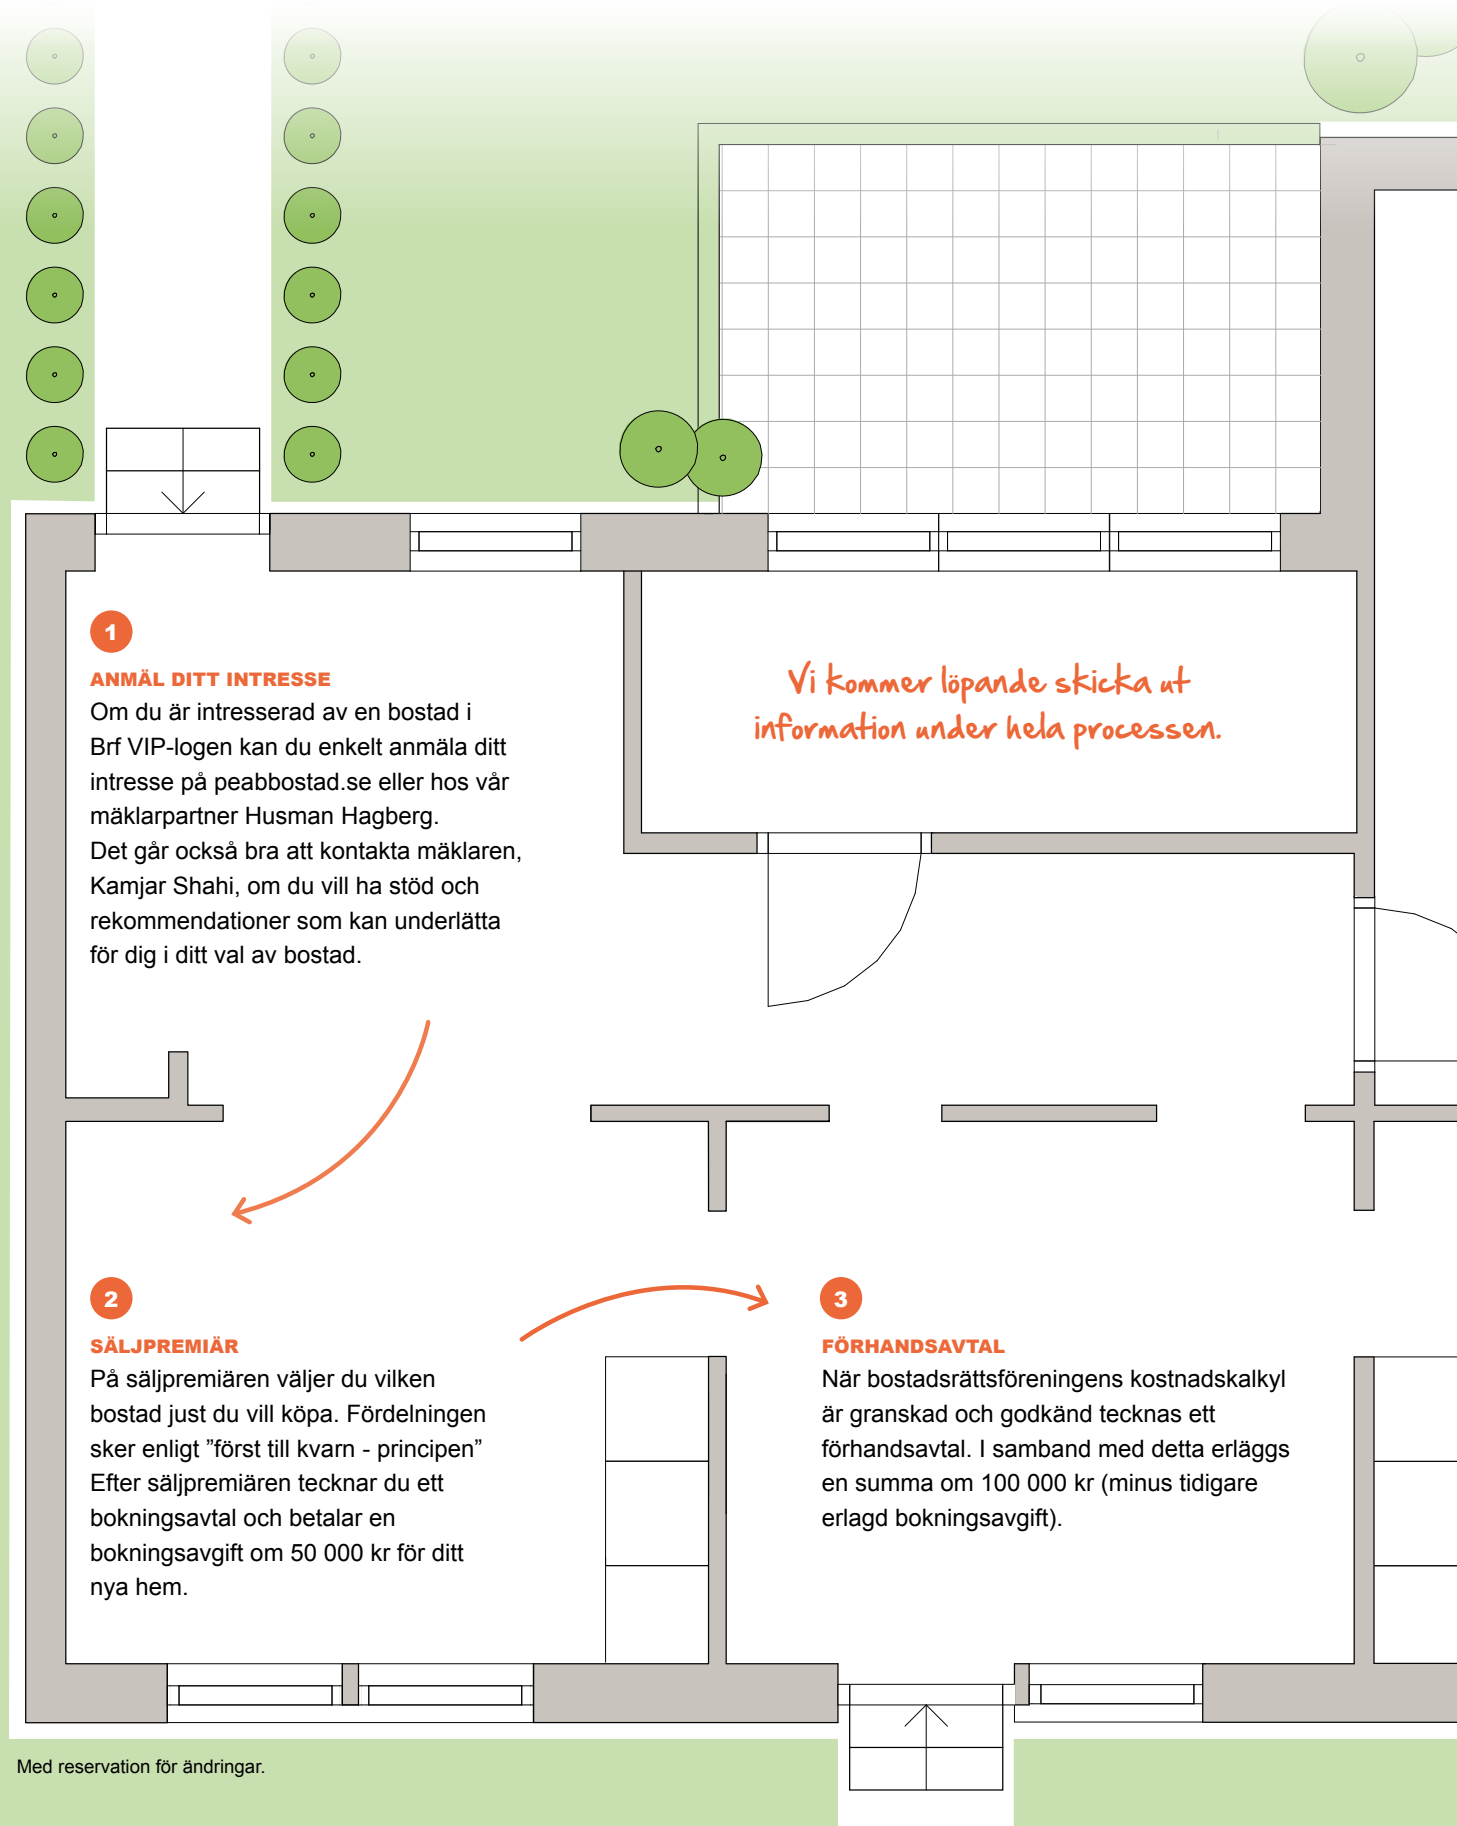 1
ANMÄL DITT INTRESSE
Om du är intresserad av en bostad i
Brf VIP-logen kan du enkelt anmäla ditt
intresse på peabbostad.se eller hos vår
mäklarpartner Husman Hagberg.
Det går också bra att kontakta mäklaren,
Kamjar Shahi, om du vill ha stöd och
rekommendationer som kan underlätta
för dig i ditt val av bostad.
Vi kommer löpande skicka ut
information under hela processen.
2
SÄLJPREMIÄR
På säljpremiären väljer du vilken
bostad just du vill köpa. Fördelningen
sker enligt ”först till kvarn - principen”
Efter säljpremiären tecknar du ett
bokningsavtal och betalar en
bokningsavgift om 50 000 kr för ditt
nya hem.
3
FÖRHANDSAVTAL
När bostadsrättsföreningens kostnadskalkyl
är granskad och godkänd tecknas ett
förhandsavtal. I samband med detta erläggs
en summa om 100 000 kr (minus tidigare
erlagd bokningsavgift).
Med reservation för ändringar.